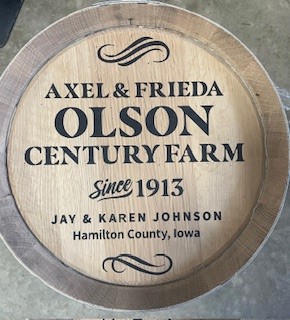 AXEL & FRIEDA
OLSON
CENTURY FARM
Since 1913
JAY & KAREN JOHNSON
Hamilton County, Iowa